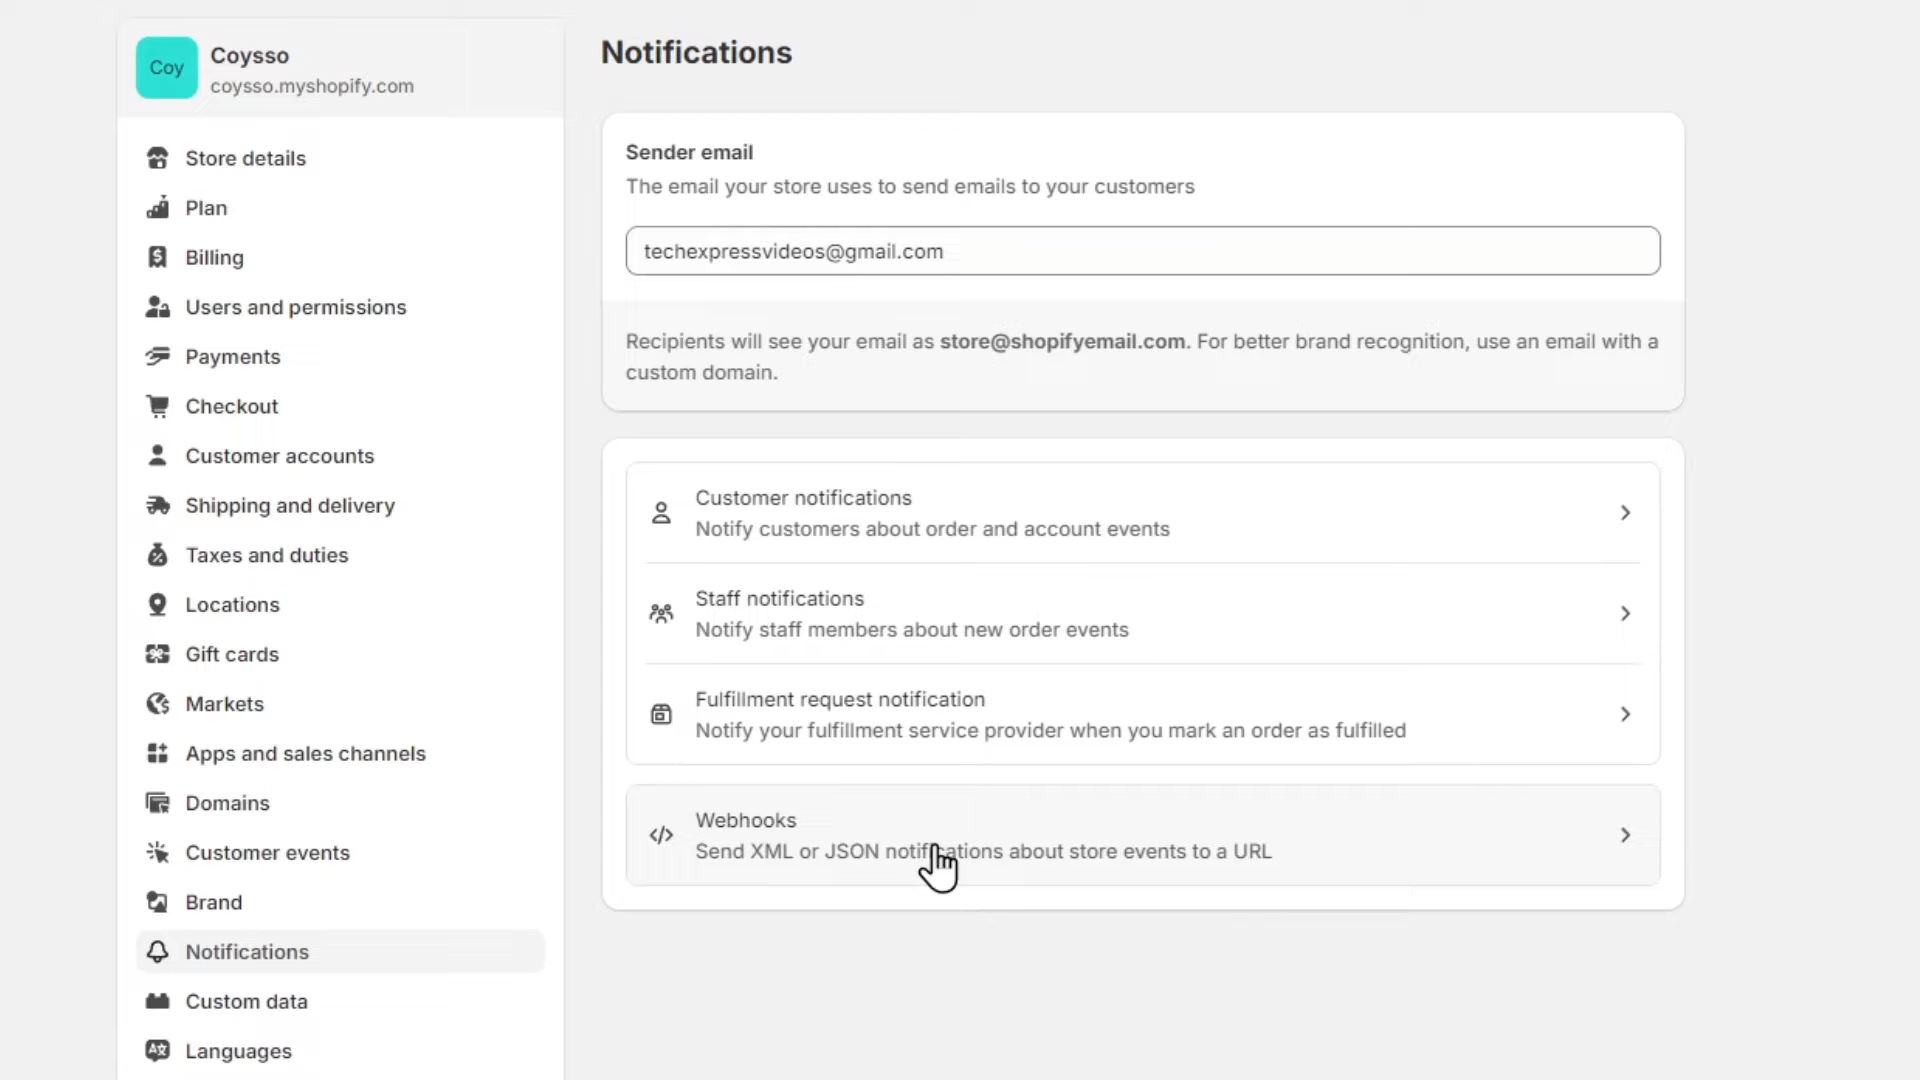 Coy
Coysso
coysso.myshopify.com
Store details
Plan
Billing
Users and permissions
Payments
Checkout
Customer accounts
Shipping and delivery
Taxes and duties
Locations
Gift cards
Markets
Apps and sales channels
Domains
Customer events
Brand
Notifications
Custom data
Languages
Notifications
Sender email
The email your store uses to send emails to your customers
techexpressvideos@gmail.com
Recipients will see your email as store@shopifyemail.com. For better brand recognition, use an email with a
custom domain.
Customer notifications
Notify customers about order and account events
Staff notifications
Notify staff members about new order events
Fulfillment request notification
Notify your fulfillment service provider when you mark an order as fulfilled
Webhooks
Send XML or JSON notifications about store events to a URL